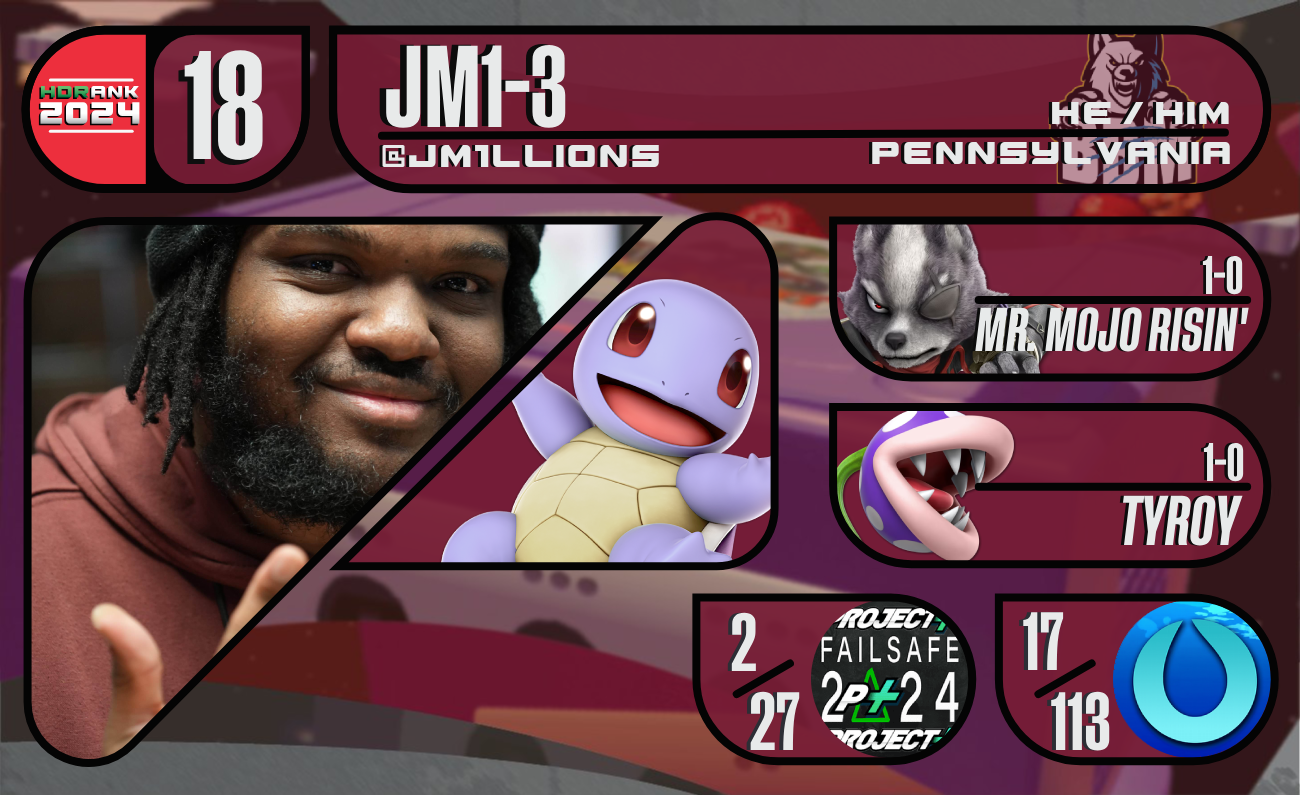 HDRANK
2024
18
JM1-3
@JM1LLIONS
HE / HIM
PENNSYLVANIA
1-0
MR. MOJO RISIN'
1-0
TYROY
2
27
PROJECT+
FAILSAFE
2P+24
PROJECT+
17
113